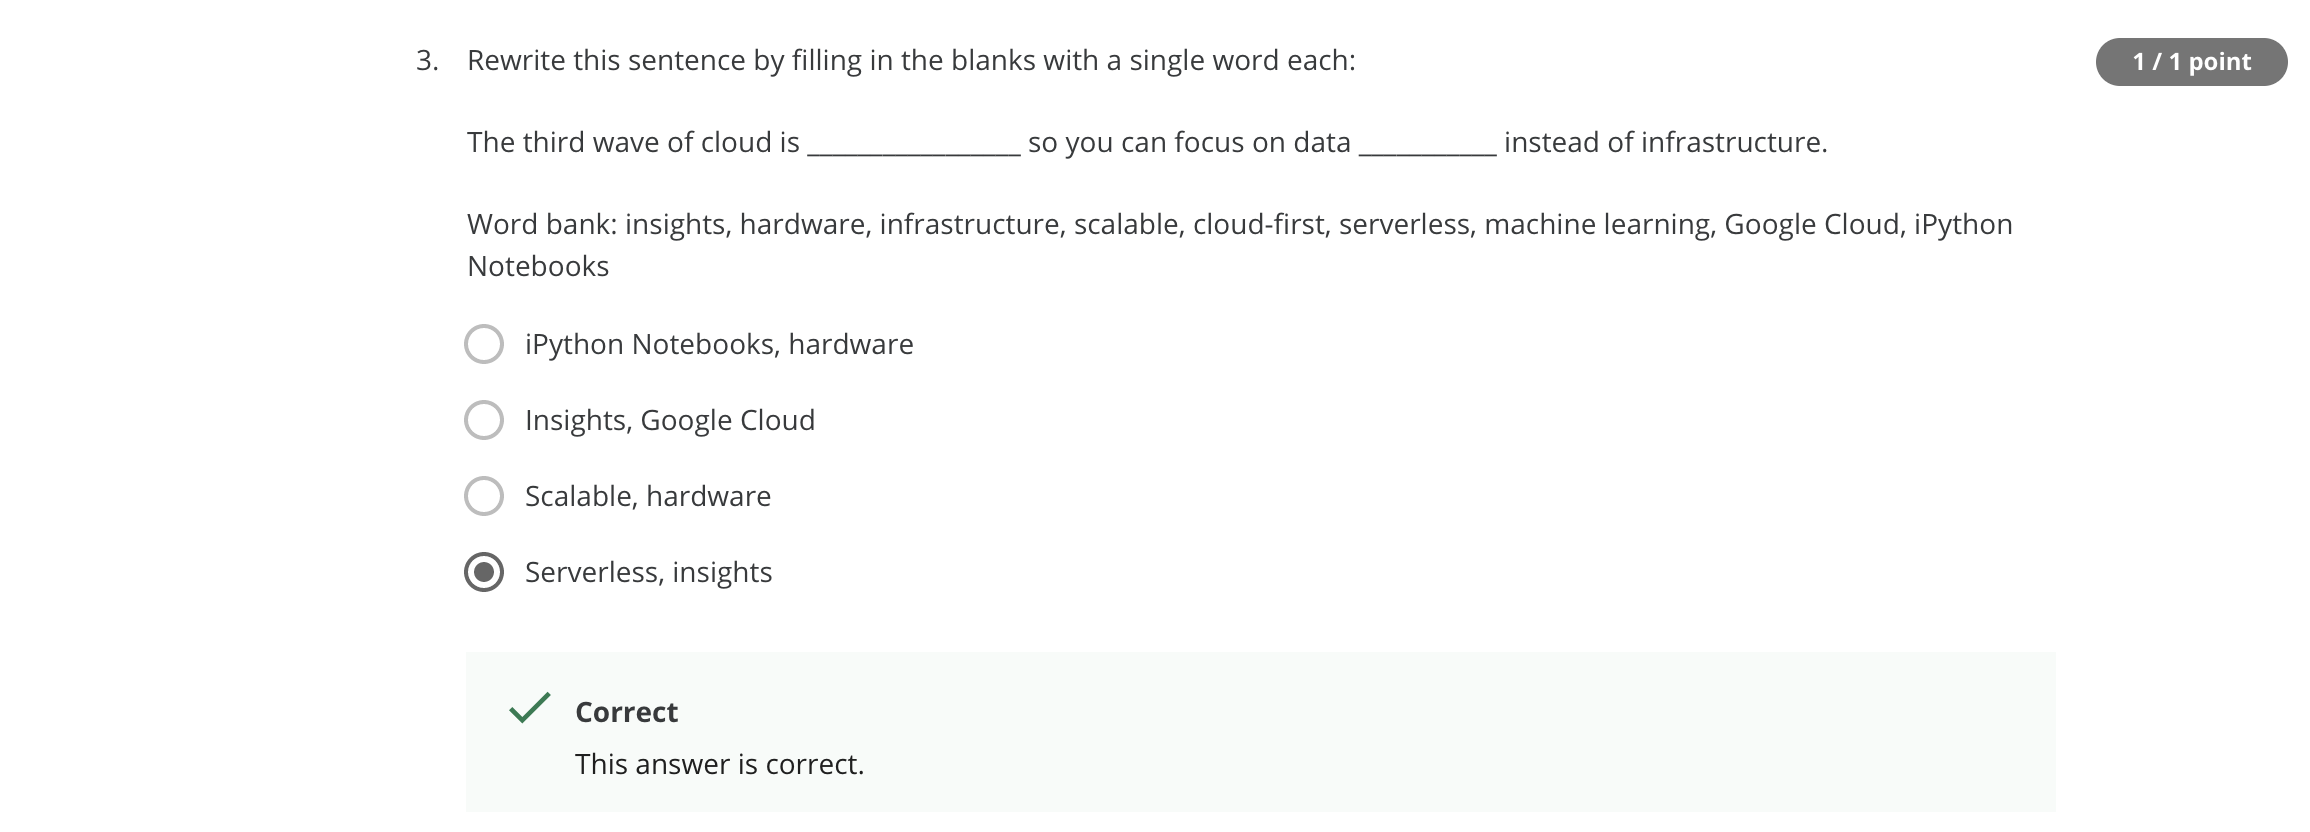 3. Rewrite this sentence by filling in the blanks with a single word each:
1 / 1 point
The third wave of cloud is _______________ so you can focus on data __________ instead of infrastructure.
Word bank: insights, hardware, infrastructure, scalable, cloud-first, serverless, machine learning, Google Cloud, iPython
Notebooks
iPython Notebooks, hardware
Insights, Google Cloud
Scalable, hardware
Serverless, insights
Correct
This answer is correct.